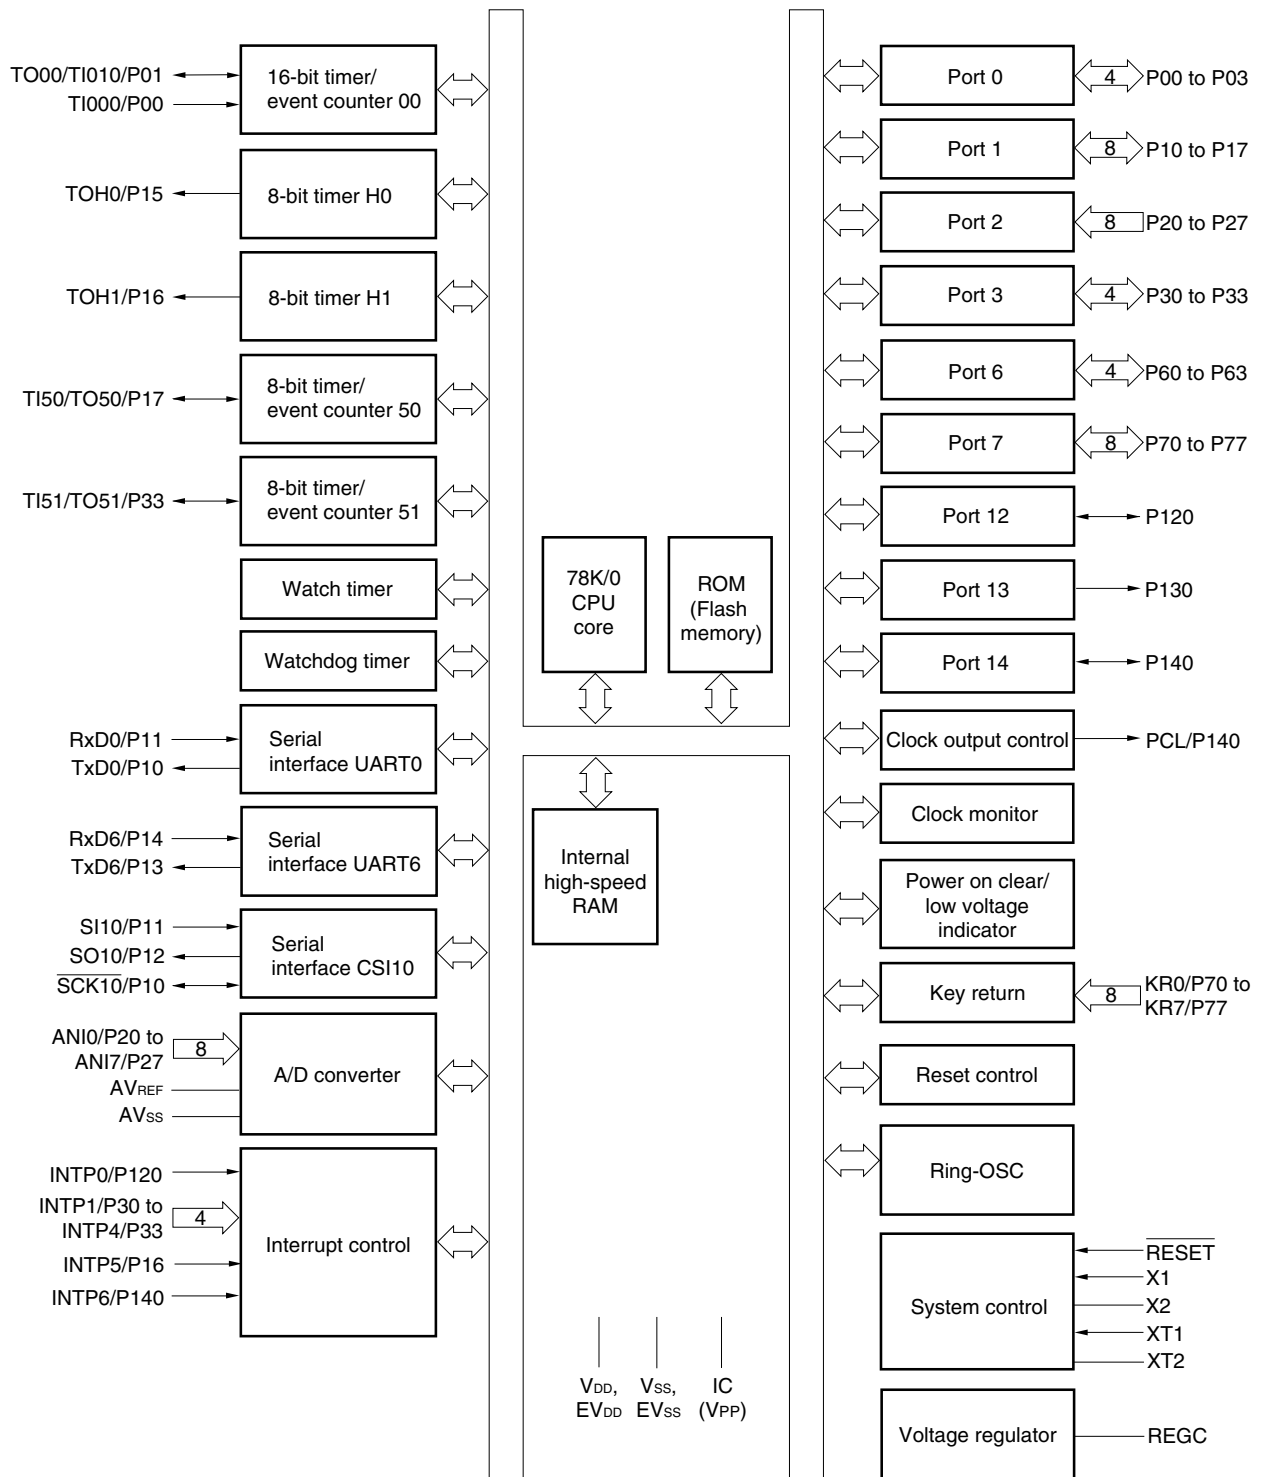 TO00/TI010/P01
TI000/P00
16-bit timer/
event counter 00
TOH0/P15
8-bit timer H0
TOH1/P16
8-bit timer H1
TI50/TO50/P17
8-bit timer/
event counter 50
TI51/TO51/P33
8-bit timer/
event counter 51
Watch timer
Watchdog timer
RxD0/P11
TxD0/P10
Serial
interface UART0
RxD6/P14
TxD6/P13
Serial
interface UART6
SI10/P11
SO10/P12
SCK10/P10
Serial
interface CSI10
ANI0/P20 to
ANI7/P27
8
AVREF
AVSS
A/D converter
INTP0/P120
INTP1/P30 to
INTP4/P33
4
INTP5/P16
INTP6/P140
Interrupt control
78K/0
CPU
core
ROM
(Flash
memory)
Internal
high-speed
RAM
VDD,
EVDD
VSS,
EVSS
IC
(VPP)
Port 0
4
P00 to P03
Port 1
8
P10 to P17
Port 2
8
P20 to P27
Port 3
4
P30 to P33
Port 6
4
P60 to P63
Port 7
8
P70 to P77
Port 12
P120
Port 13
P130
Port 14
P140
Clock output control
PCL/P140
Clock monitor
Power on clear/
low voltage
indicator
Key return
8
KR0/P70 to
KR7/P77
Reset control
Ring-OSC
System control
RESET
X1
X2
XT1
XT2
Voltage regulator
REGC